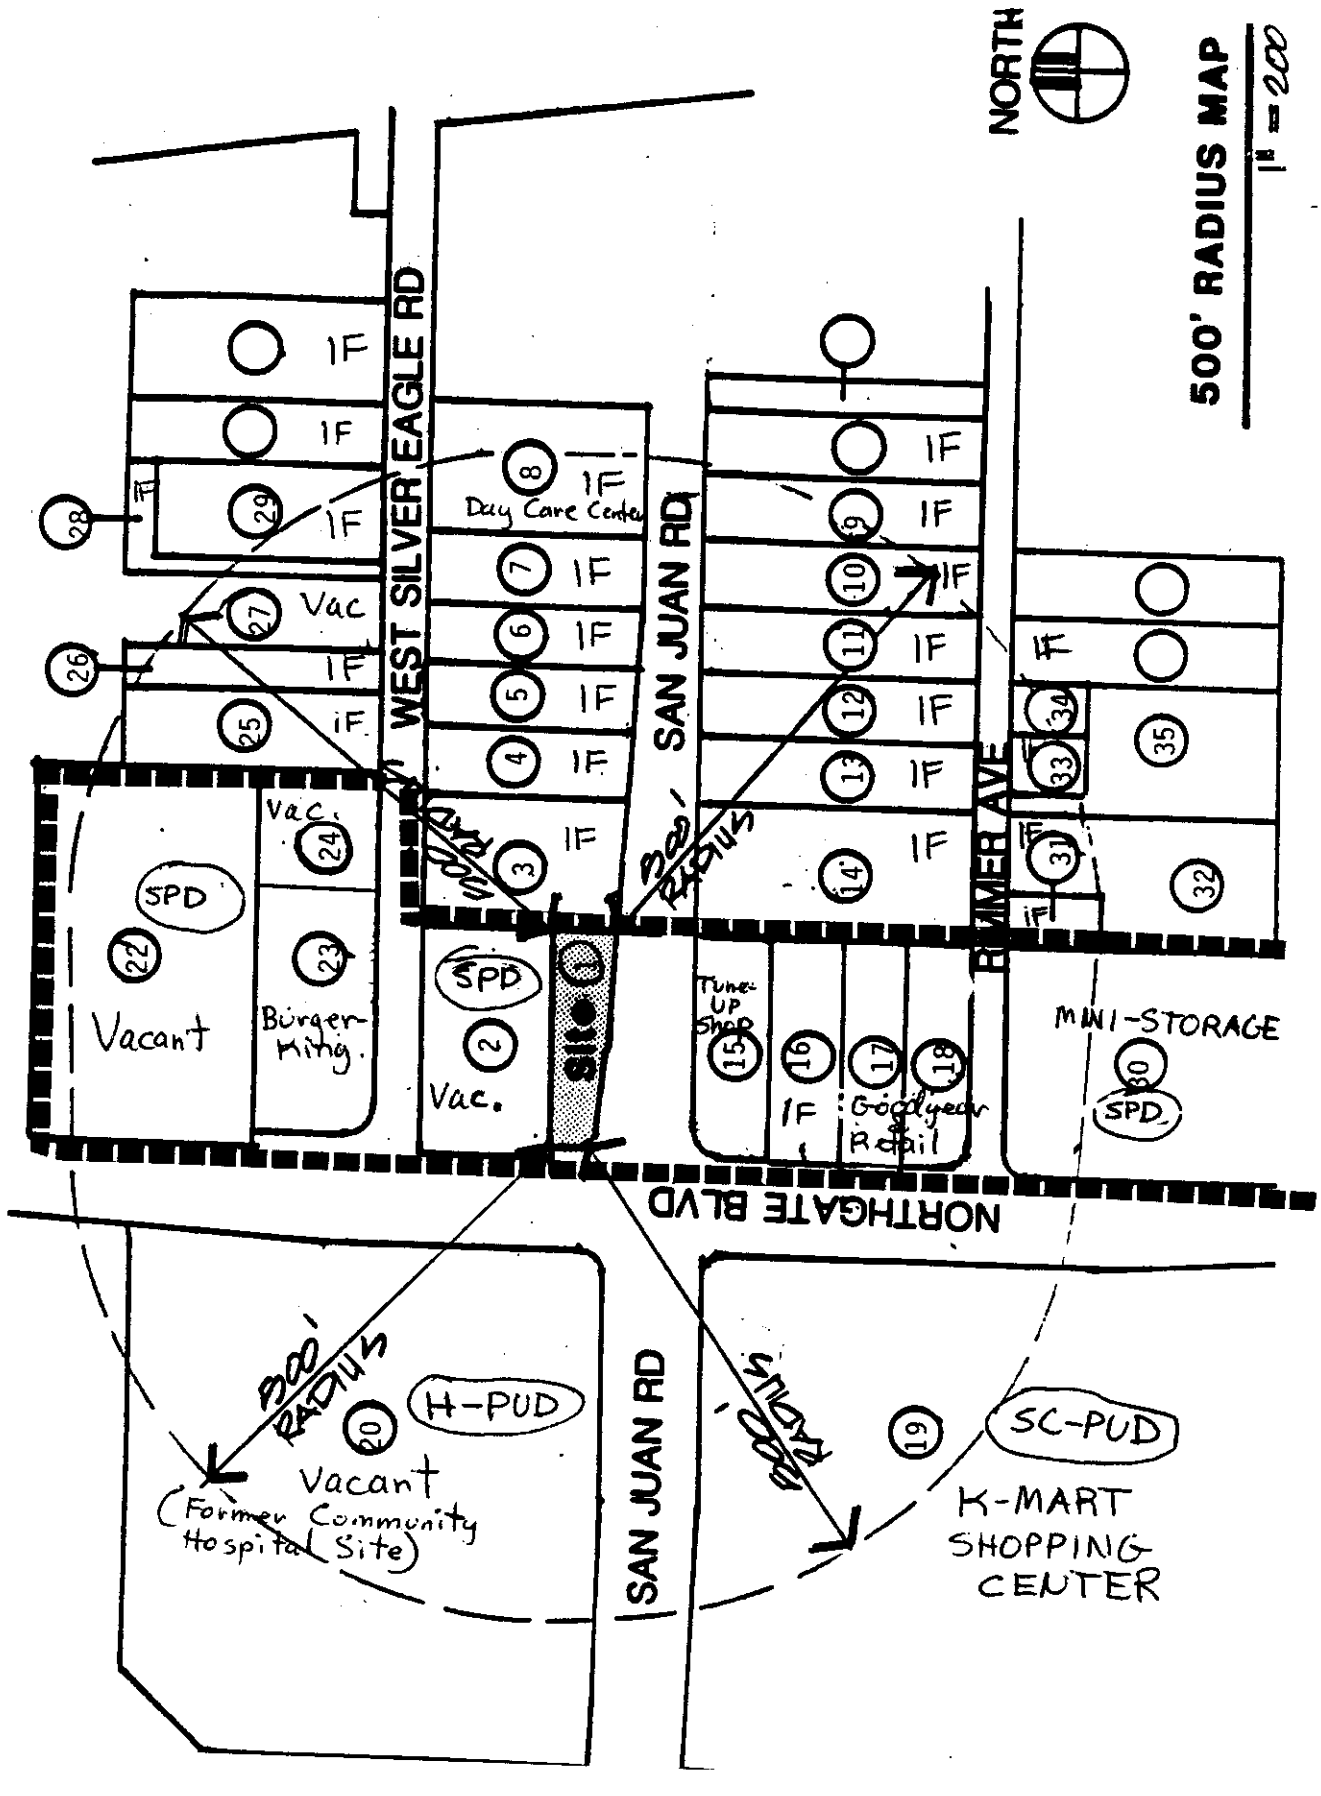 NORTH
500' RADIUS MAP
1" = 200
WEST SILVER EAGLE RD
SAN JUAN RD
RIMMER AVE
NORTHGATE BLVD
SAN JUAN RD
1F
1F
28
1F
29
1F
27
Vac
26
1F
25
iF
8
1F
Day Care Center
7
1F
6
1F
5
1F
4
1F
3
1F
1F
9
1F
10
1F
11
1F
12
1F
13
1F
14
1F
1F
34
33
35
1F
31
iF
32
500'
RADIUS
500'
RADIUS
SPD
22
Vacant
Vac.
24
23
Burger-
King.
SPD
2
Vac.
Site
1
Tune-
UP
Shop
15
16
1F
17
18
Goodyear
&
Retail
MINI-STORAGE
30
SPD
500'
RADIUS
20
H-PUD
Vacant
(Former Community
Hospital Site)
500'
RADIUS
19
SC-PUD
K-MART
SHOPPING
CENTER